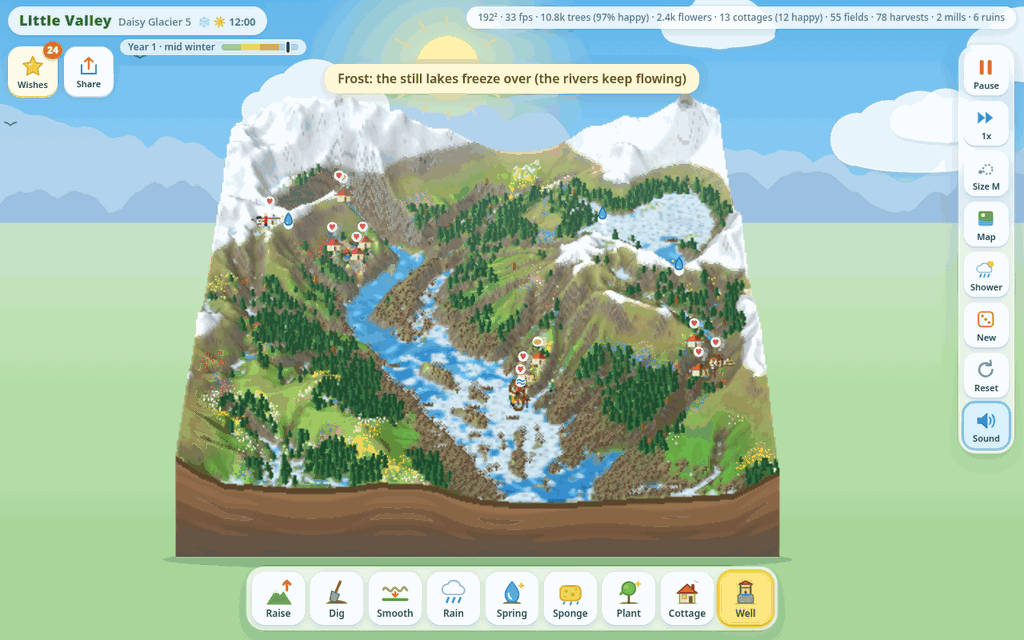 Little Valley Daisy Glacier 5 12:00
192² · 33 fps · 10.8k trees (97% happy) · 2.4k flowers · 13 cottages (12 happy) · 55 fields · 78 harvests · 2 mills · 6 ruins
Year 1 · mid winter
24
Wishes
Share
Frost: the still lakes freeze over (the rivers keep flowing)
Pause
1x
Size M
Map
Shower
New
Reset
Sound
Raise
Dig
Smooth
Rain
Spring
Sponge
Plant
Cottage
Well